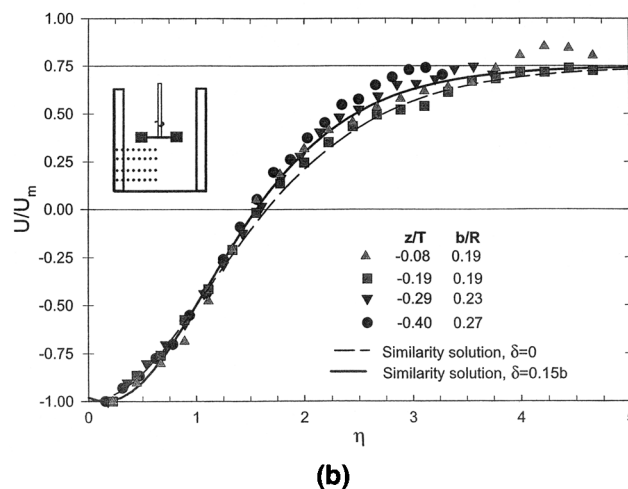 1.00
0.75
0.50
0.25
0.00
-0.25
-0.50
-0.75
-1.00
U/Um
0 1 2 3 4 5
η
z/T b/R
-0.08 0.19
-0.19 0.19
-0.29 0.23
-0.40 0.27
Similarity solution, δ=0
Similarity solution, δ=0.15b
(b)